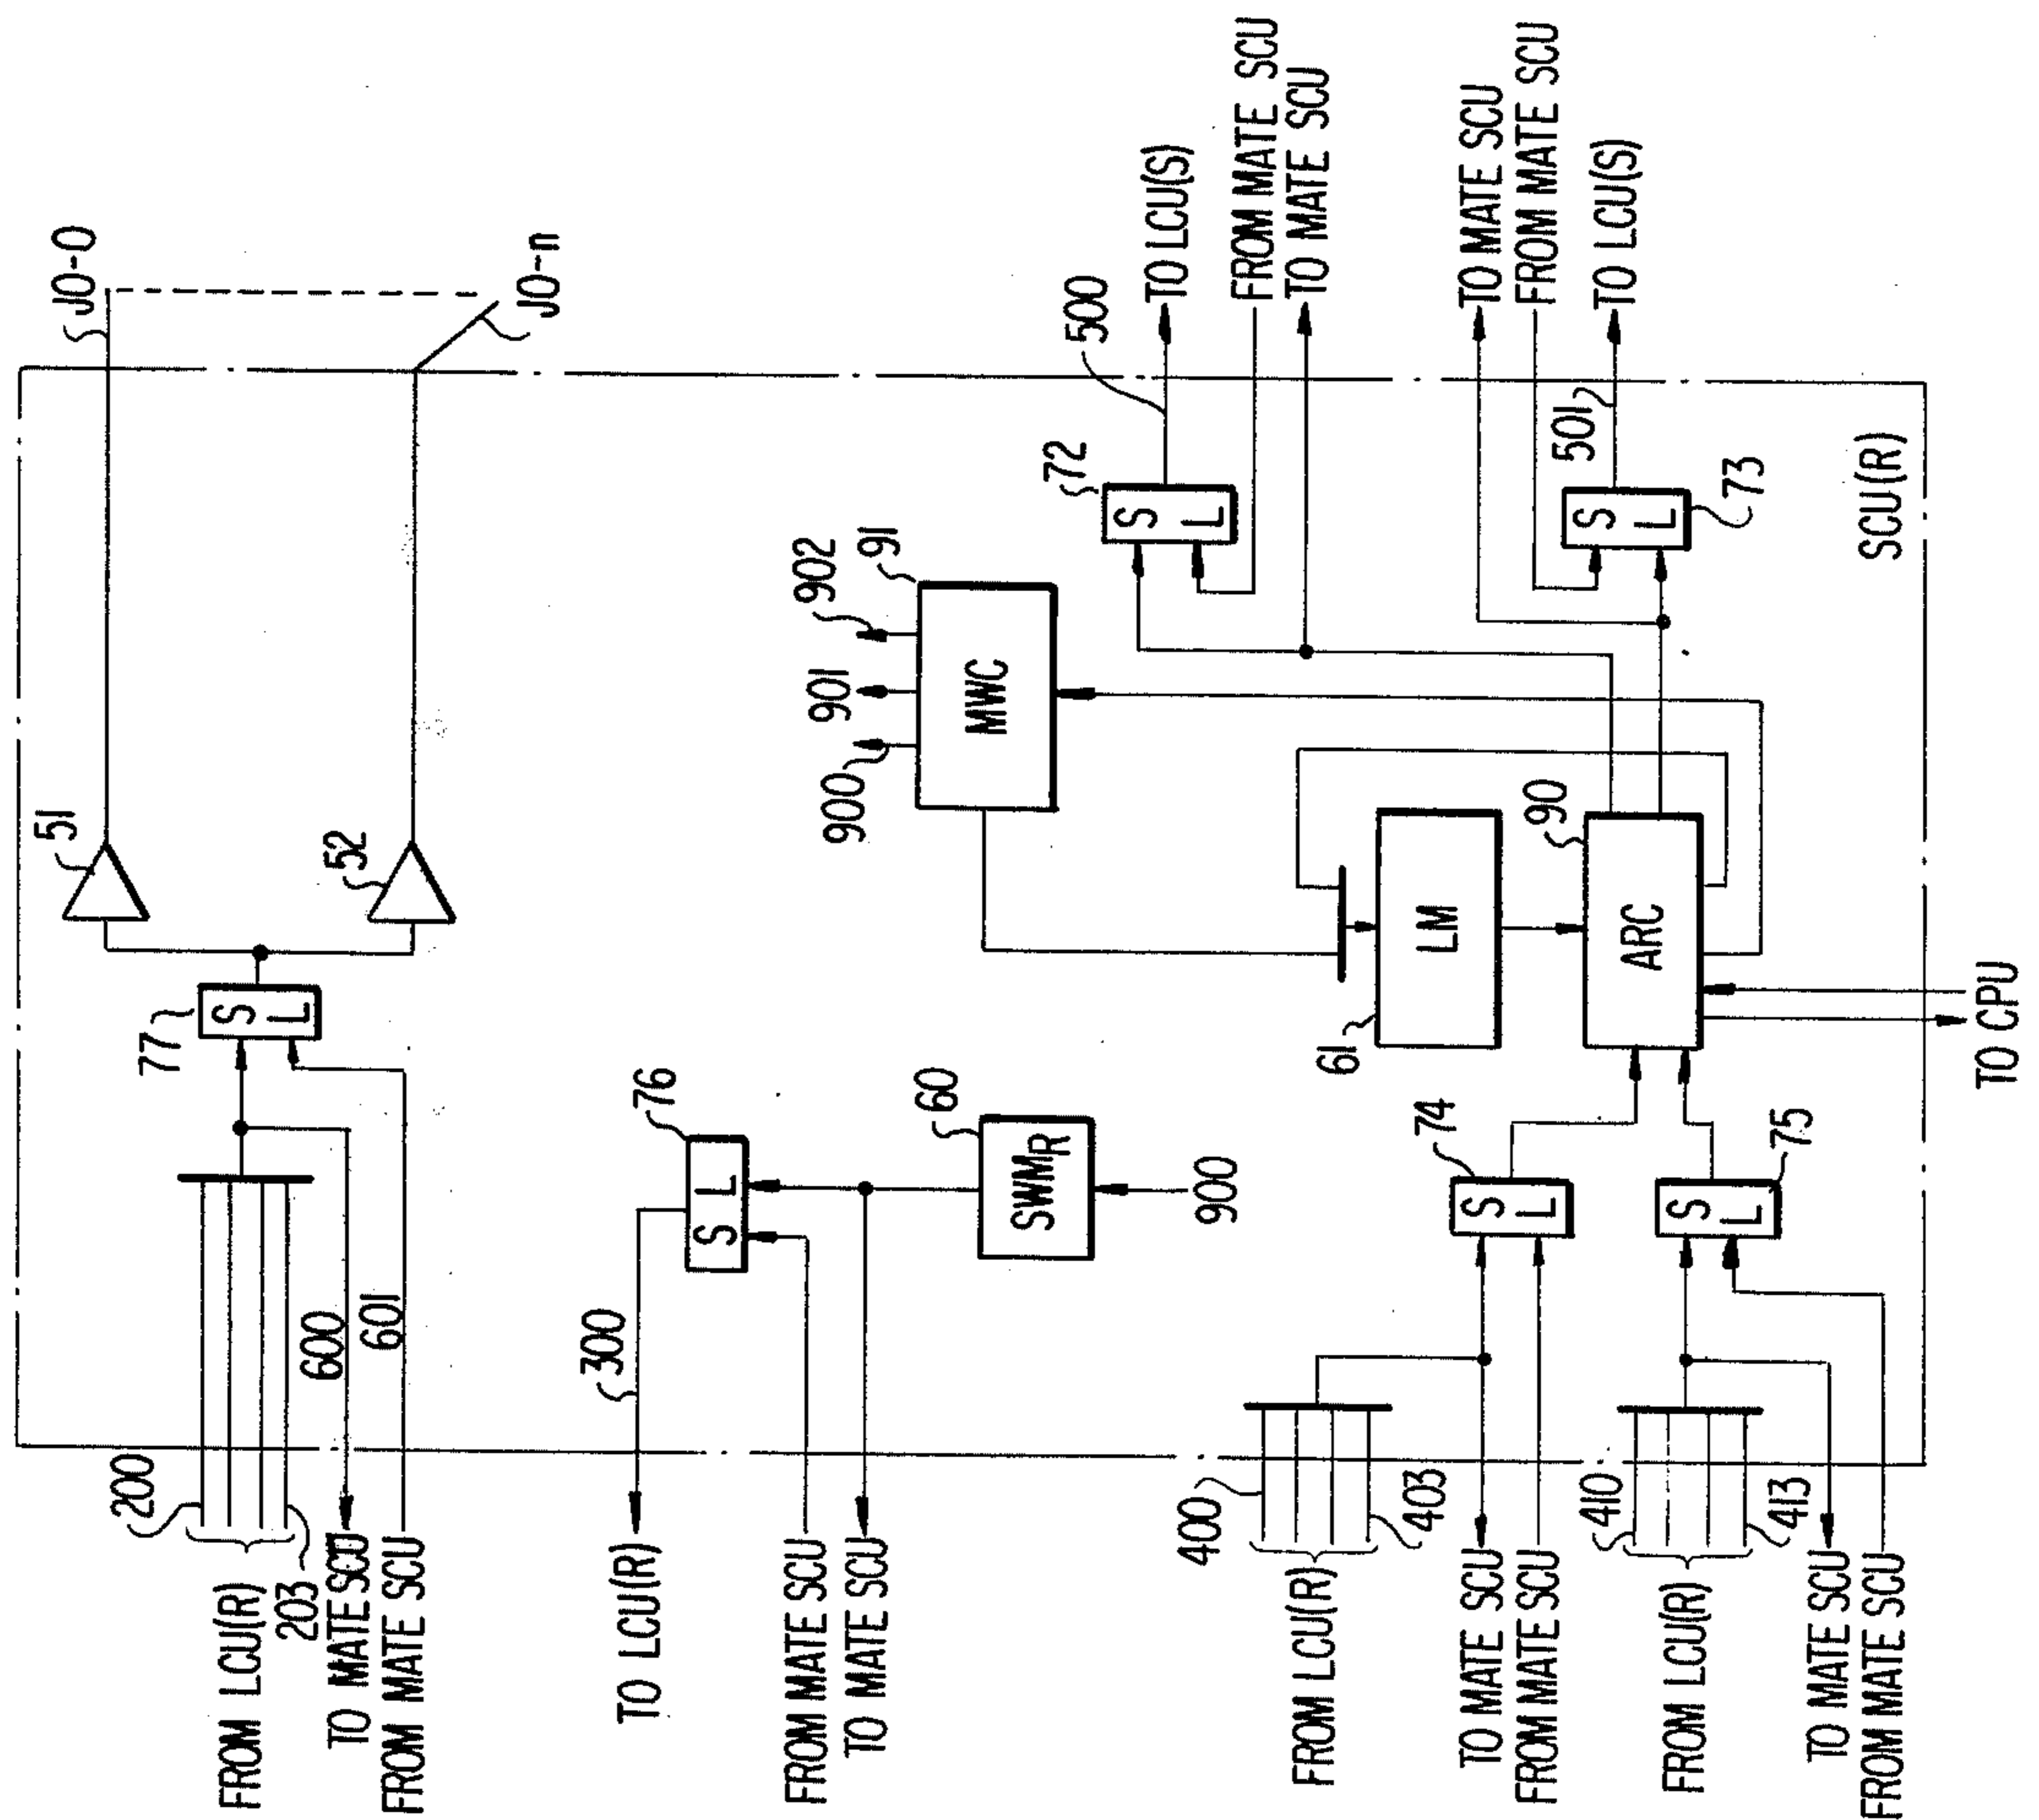 JO-0
JO-n
51
52
77
S
L
200
203
FROM LCU(R)
600
601
TO MATE SCU
FROM MATE SCU
76
S L
300
TO LCU(R)
60
SWMR
900
FROM MATE SCU
TO MATE SCU
91
MWC
900
901
902
72
S
L
500
TO LCU(S)
FROM MATE SCU
TO MATE SCU
61
LM
90
ARC
TO CPU
TO MATE SCU
FROM MATE SCU
TO LCU(S)
501
73
S
L
74
S
L
400
403
FROM LCU(R)
TO MATE SCU
FROM MATE SCU
75
S
L
410
413
FROM LCU(R)
TO MATE SCU
FROM MATE SCU
SCU(R)